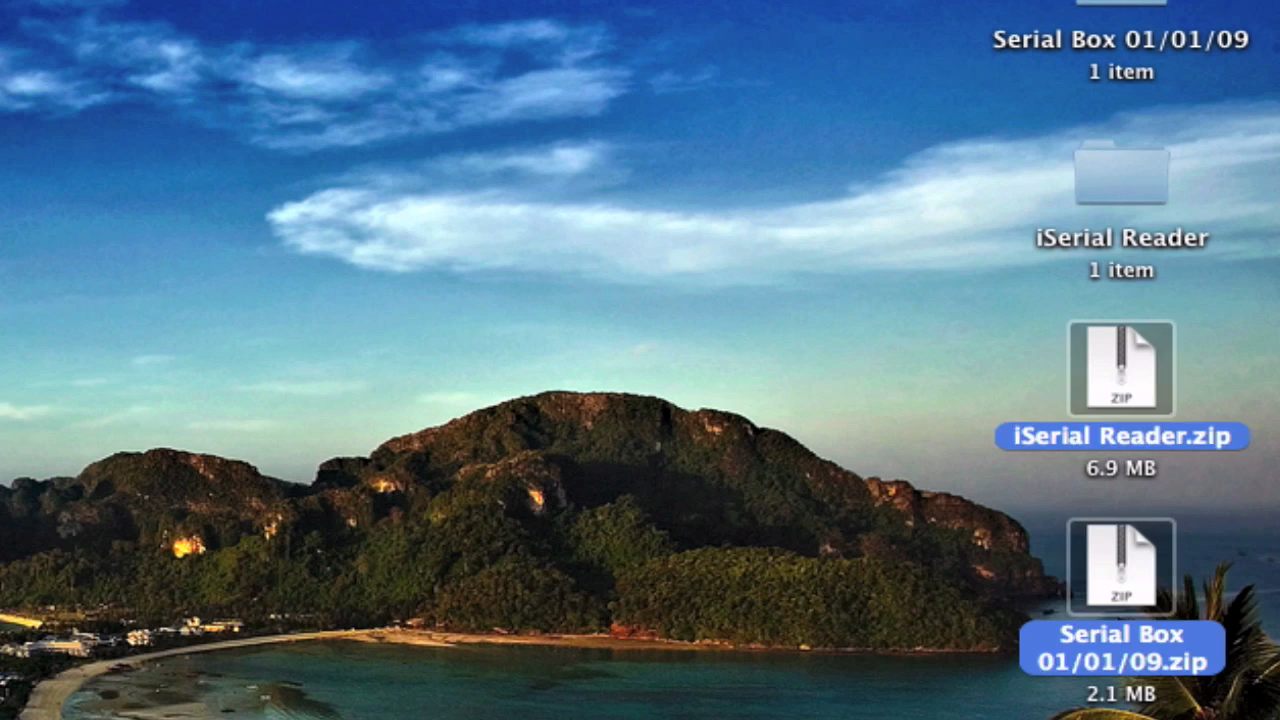 Serial Box 01/01/09
1 item
iSerial Reader
1 item
ZIP
iSerial Reader.zip
6.9 MB
ZIP
Serial Box
01/01/09.zip
2.1 MB